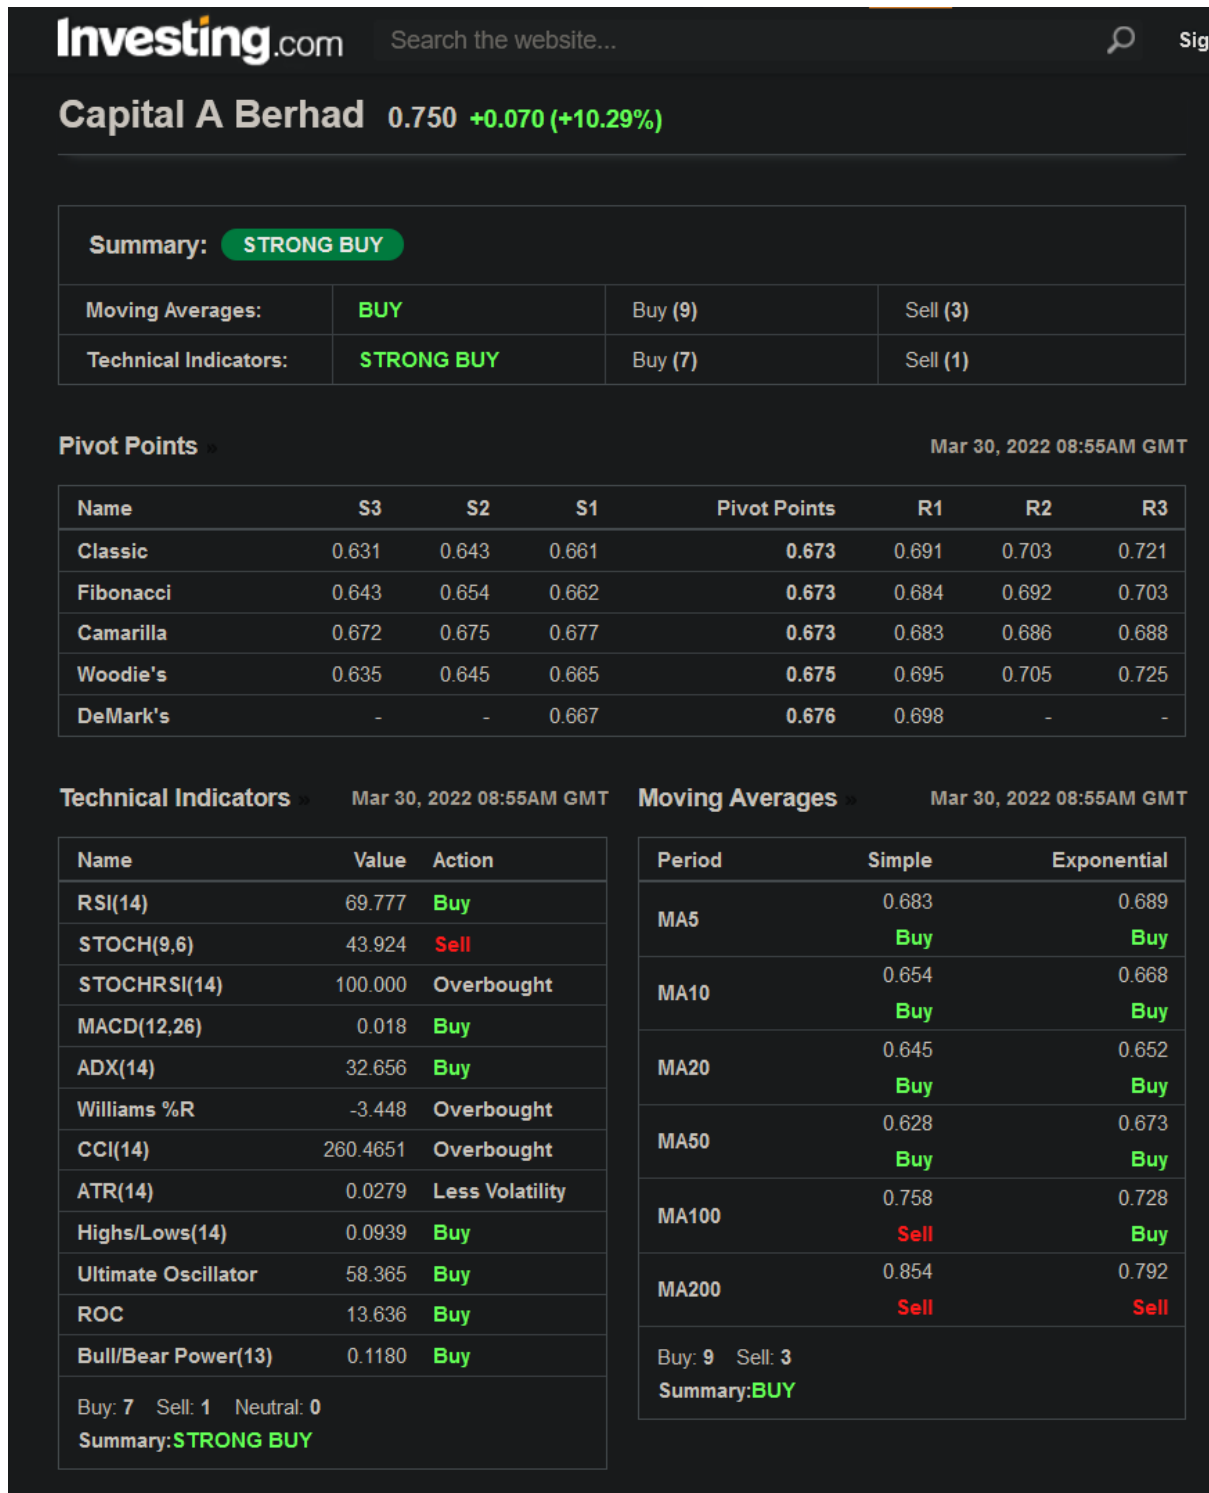 Investing.com Search the website... Sig
Capital A Berhad 0.750 +0.070 (+10.29%)
Summary: STRONG BUY
Moving Averages: BUY Buy (9) Sell (3)
Technical Indicators: STRONG BUY Buy (7) Sell (1)
Pivot Points » Mar 30, 2022 08:55AM GMT
Name S3 S2 S1 Pivot Points R1 R2 R3
Classic 0.631 0.643 0.661 0.673 0.691 0.703 0.721
Fibonacci 0.643 0.654 0.662 0.673 0.684 0.692 0.703
Camarilla 0.672 0.675 0.677 0.673 0.683 0.686 0.688
Woodie's 0.635 0.645 0.665 0.675 0.695 0.705 0.725
DeMark's - - 0.667 0.676 0.698 - -
Technical Indicators » Mar 30, 2022 08:55AM GMT
Name Value Action
RSI(14) 69.777 Buy
STOCH(9,6) 43.924 Sell
STOCHRSI(14) 100.000 Overbought
MACD(12,26) 0.018 Buy
ADX(14) 32.656 Buy
Williams %R -3.448 Overbought
CCI(14) 260.4651 Overbought
ATR(14) 0.0279 Less Volatility
Highs/Lows(14) 0.0939 Buy
Ultimate Oscillator 58.365 Buy
ROC 13.636 Buy
Bull/Bear Power(13) 0.1180 Buy
Buy: 7 Sell: 1 Neutral: 0
Summary:STRONG BUY
Moving Averages » Mar 30, 2022 08:55AM GMT
Period Simple Exponential
0.683 0.689
MA5
Buy Buy
0.654 0.668
MA10
Buy Buy
0.645 0.652
MA20
Buy Buy
0.628 0.673
MA50
Buy Buy
0.758 0.728
MA100
Sell Buy
0.854 0.792
MA200
Sell Sell
Buy: 9 Sell: 3
Summary:BUY